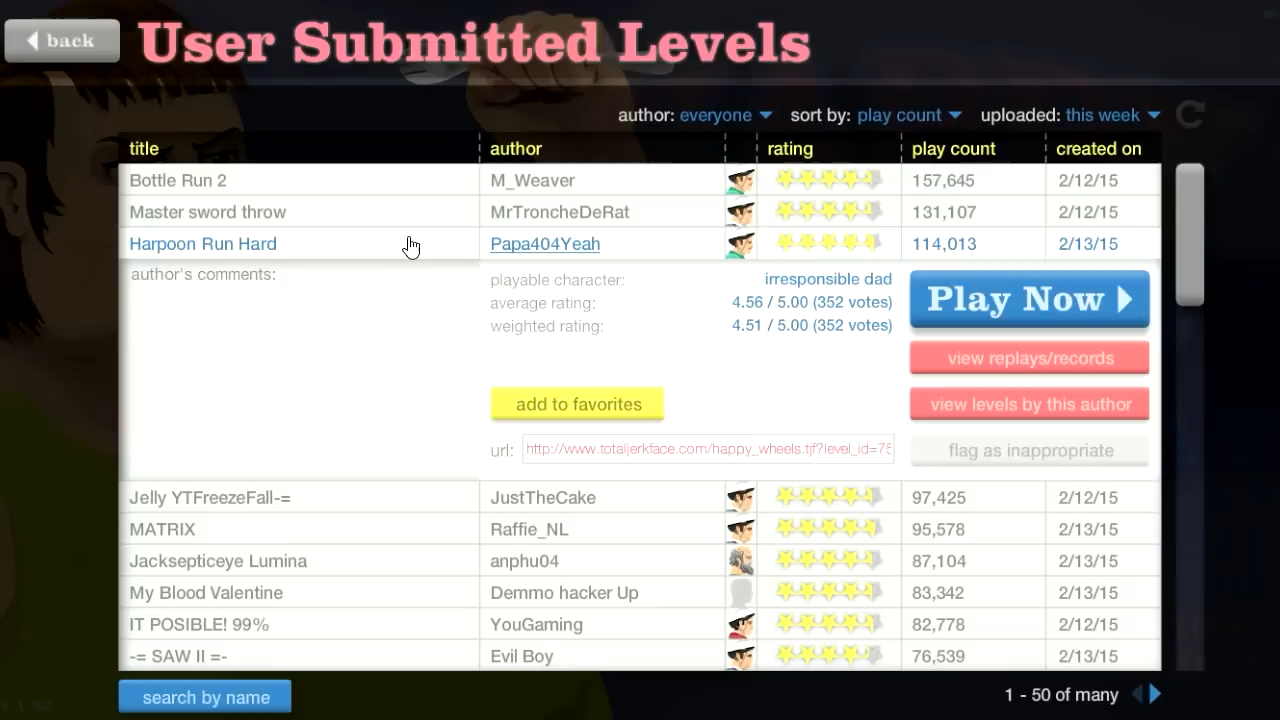 back
User Submitted Levels
author: everyone sort by: play count uploaded: this week
title author rating play count created on
Bottle Run 2 M_Weaver 157,645 2/12/15
Master sword throw MrTroncheDeRat 131,107 2/12/15
Harpoon Run Hard Papa404Yeah 114,013 2/13/15
author's comments:
playable character: irresponsible dad
average rating: 4.56 / 5.00 (352 votes)
weighted rating: 4.51 / 5.00 (352 votes)
Play Now
view replays/records
add to favorites
view levels by this author
url: http://www.totaljerkface.com/happy_wheels.tjf?level_id=75
flag as inappropriate
Jelly YTFreezeFall-= JustTheCake 97,425 2/12/15
MATRIX Raffie_NL 95,578 2/13/15
Jacksepticeye Lumina anphu04 87,104 2/13/15
My Blood Valentine Demmo hacker Up 83,342 2/13/15
IT POSIBLE! 99% YouGaming 82,778 2/12/15
-= SAW II =- Evil Boy 76,539 2/13/15
search by name
1 - 50 of many